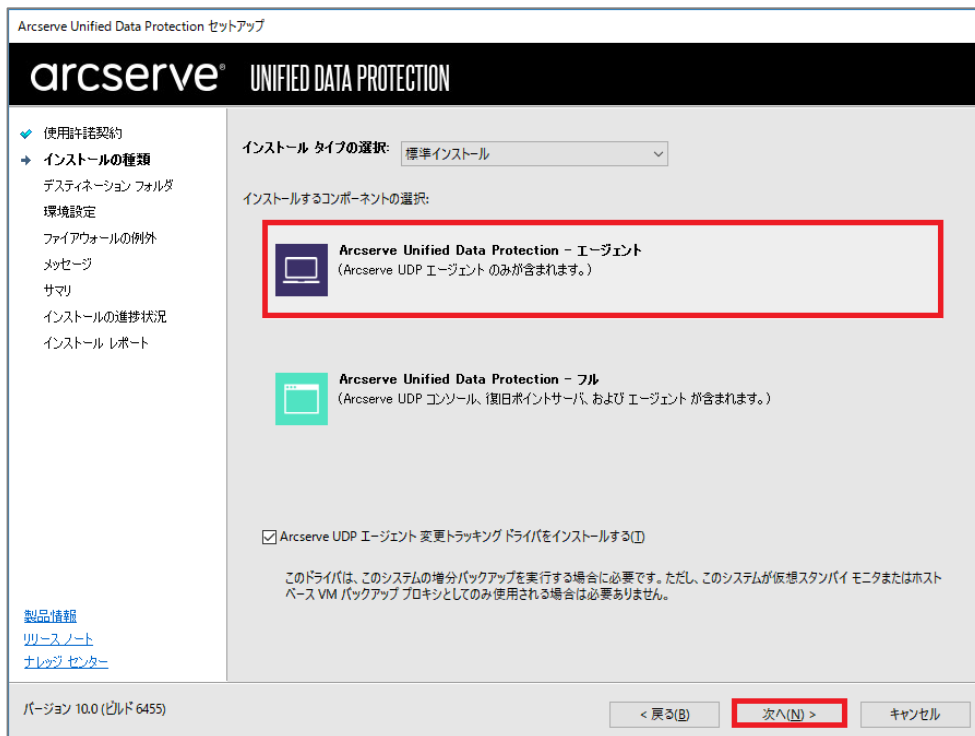 Arcserve Unified Data Protection セットアップ
arcserve® UNIFIED DATA PROTECTION
使用許諾契約
インストールの種類
デスティネーション フォルダ
環境設定
ファイアウォールの例外
メッセージ
サマリ
インストールの進捗状況
インストール レポート
製品情報
リリース ノート
ナレッジ センター
インストール タイプの選択: 標準インストール
インストールするコンポーネントの選択:
Arcserve Unified Data Protection - エージェント
(Arcserve UDP エージェント のみが含まれます。)
Arcserve Unified Data Protection - フル
(Arcserve UDP コンソール、復旧ポイントサーバ、および エージェント が含まれます。)
Arcserve UDP エージェント 変更トラッキング ドライバをインストールする(T)
このドライバは、このシステムの増分バックアップを実行する場合に必要です。ただし、このシステムが仮想スタンバイ モニタまたはホスト
ベース VM バックアップ プロキシとしてのみ使用される場合は必要ありません。
バージョン 10.0 (ビルド 6455)
< 戻る(B) 次へ(N) > キャンセル